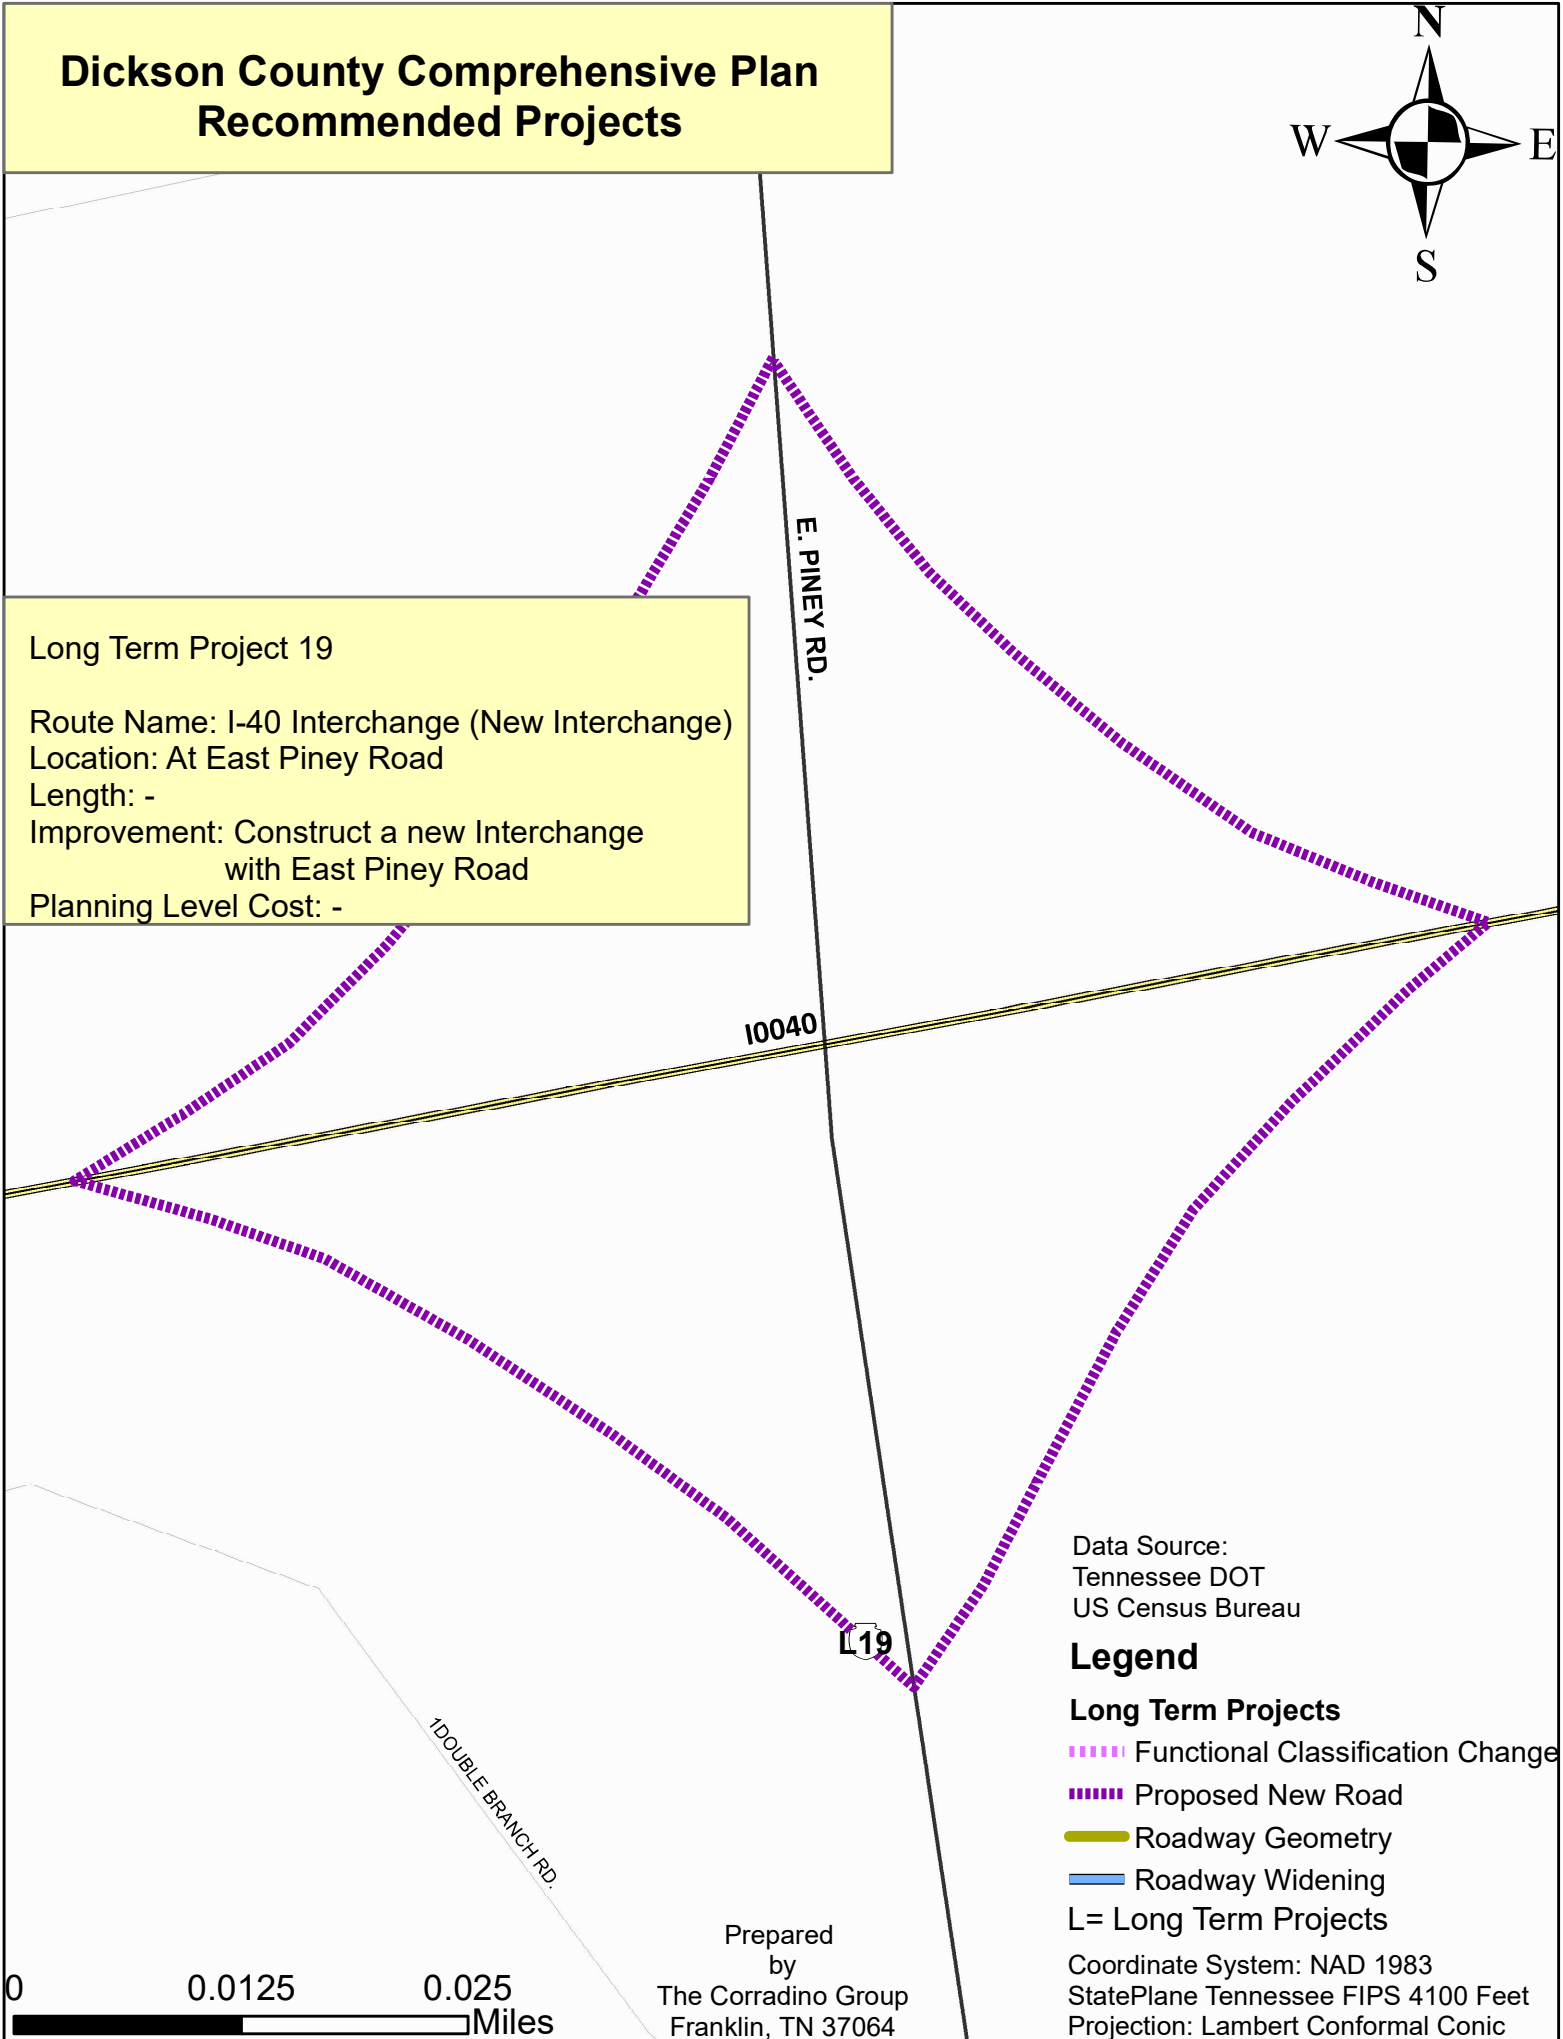 Dickson County Comprehensive Plan
Recommended Projects
N
W
E
S
E. PINEY RD.
Long Term Project 19
Route Name: I-40 Interchange (New Interchange)
Location: At East Piney Road
Length: -
Improvement: Construct a new Interchange
with East Piney Road
Planning Level Cost: -
I0040
L19
1DOUBLE BRANCH RD.
Data Source:
Tennessee DOT
US Census Bureau
Legend
Long Term Projects
Functional Classification Change
Proposed New Road
Roadway Geometry
Roadway Widening
L= Long Term Projects
Coordinate System: NAD 1983
StatePlane Tennessee FIPS 4100 Feet
Projection: Lambert Conformal Conic
Prepared
by
The Corradino Group
Franklin, TN 37064
0 0.0125 0.025
Miles